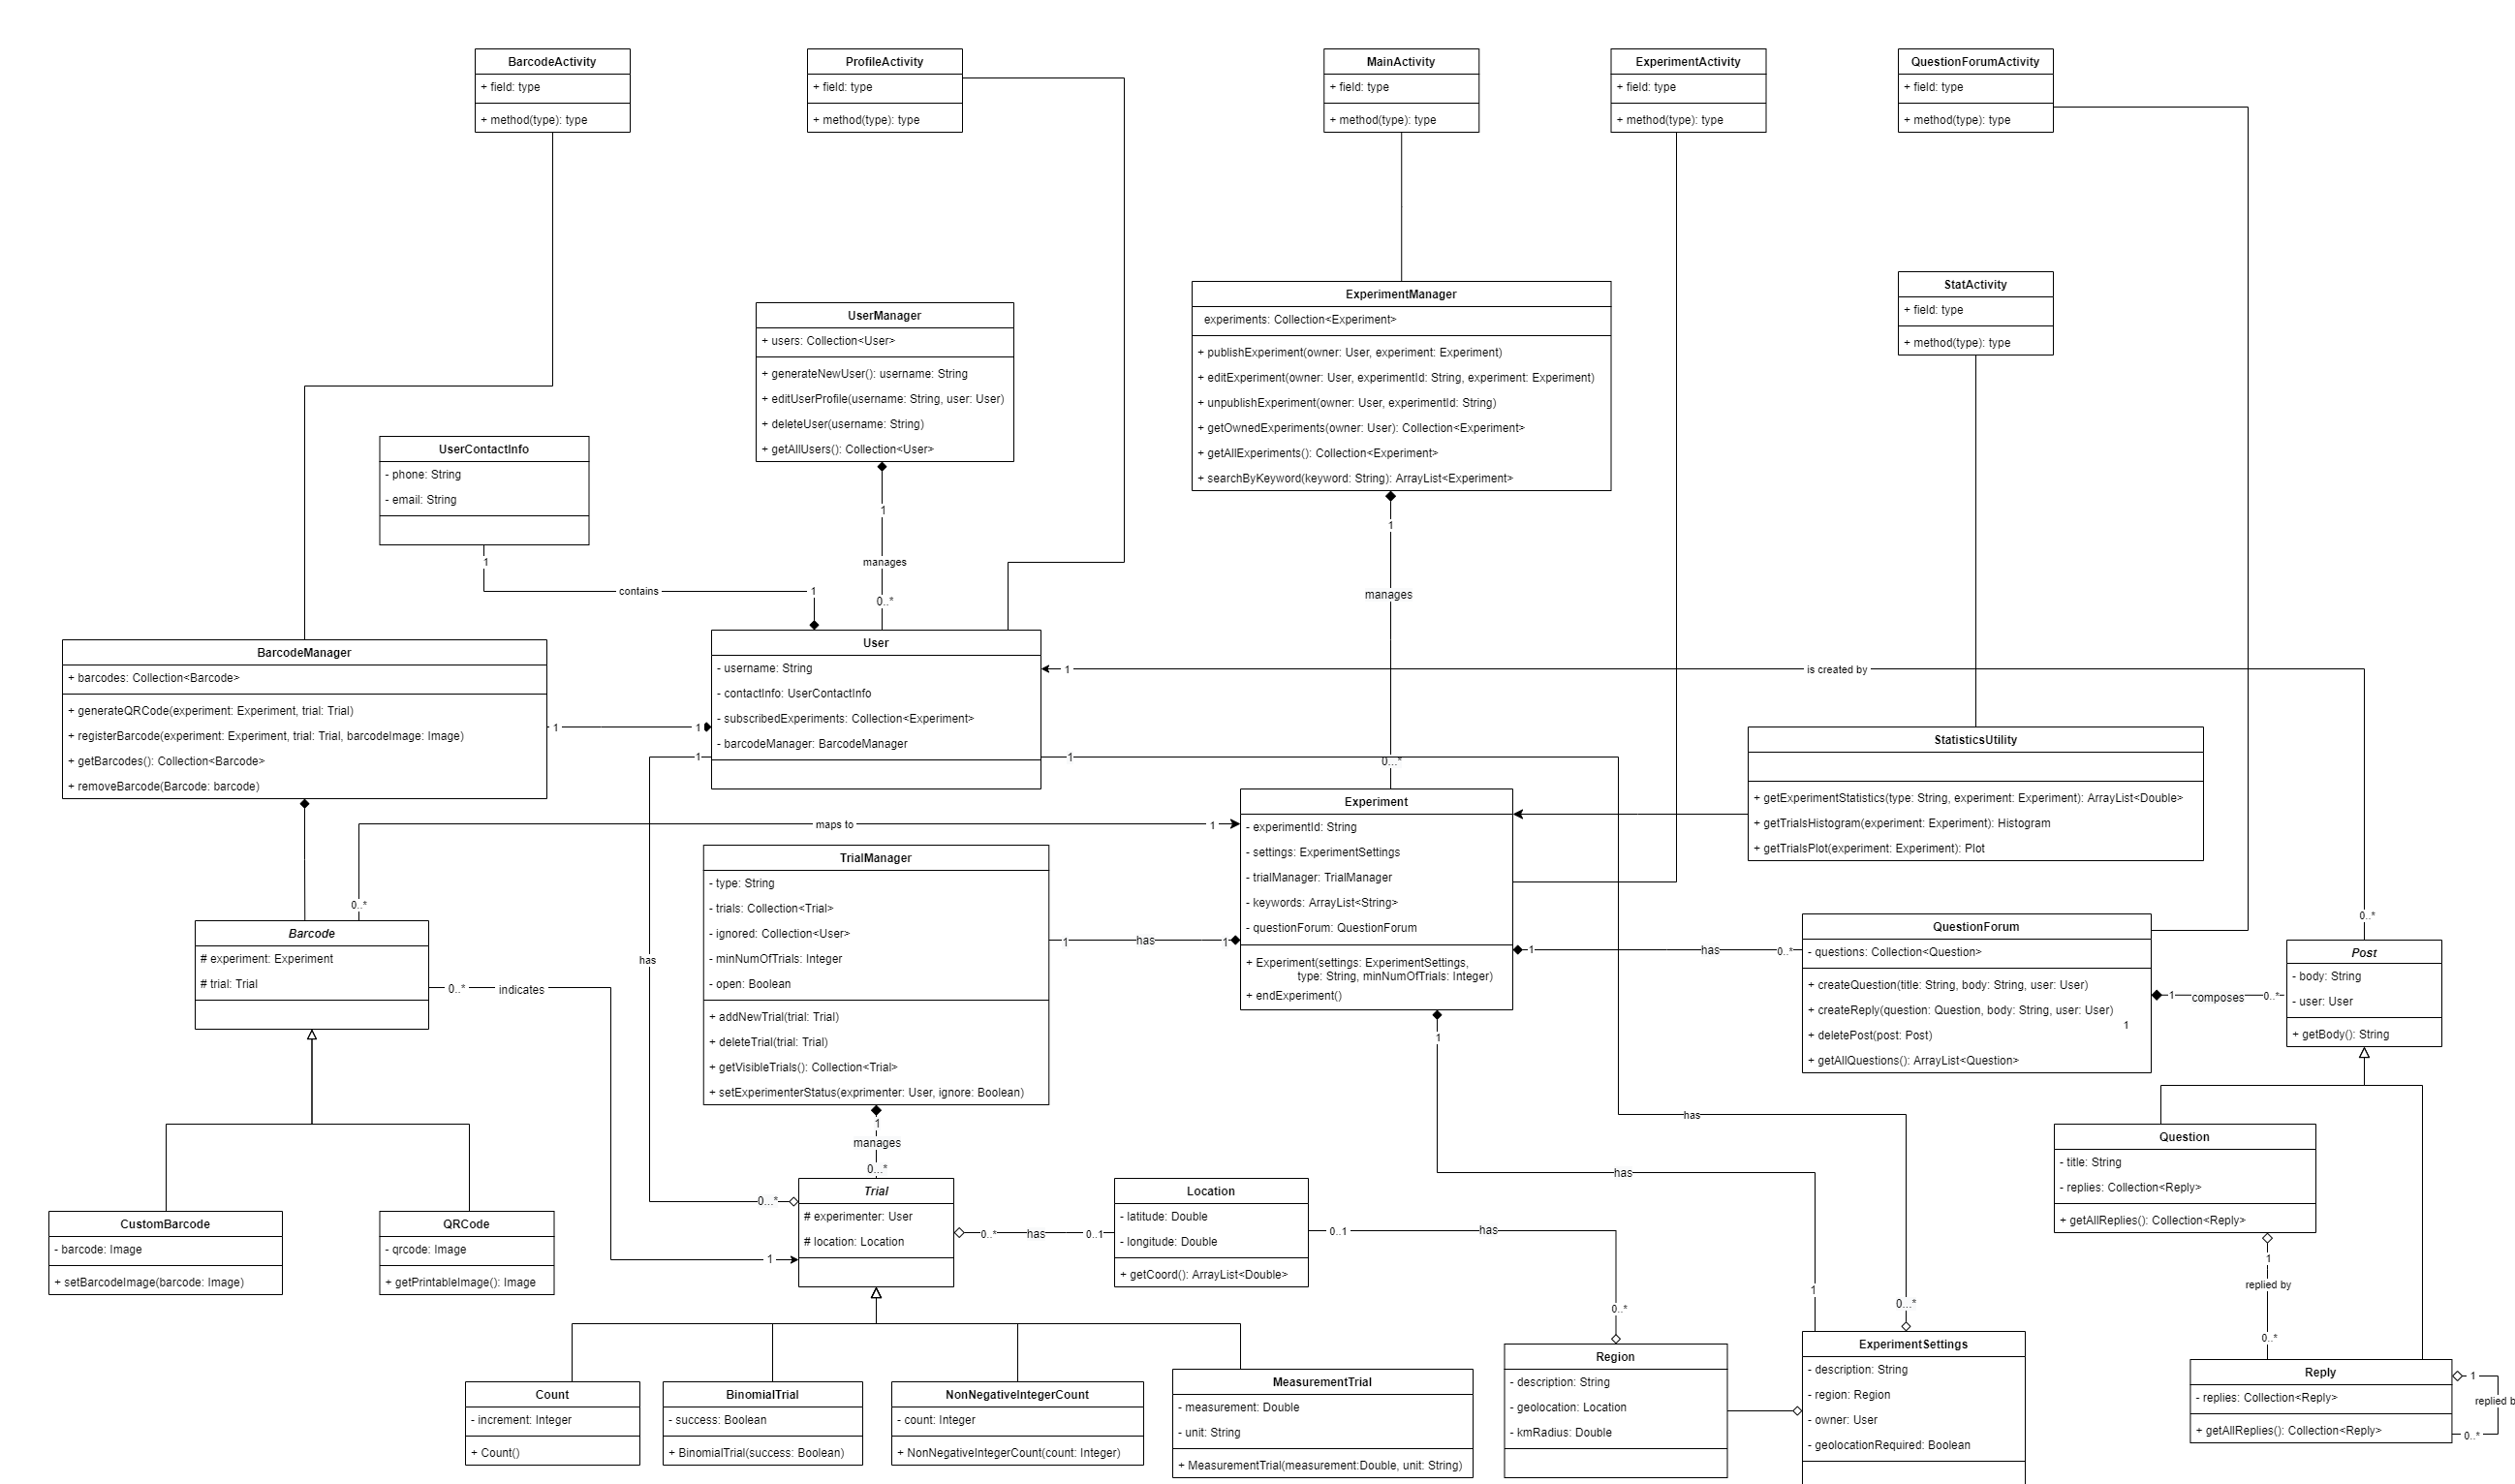 BarcodeActivity
+ field: type
+ method(type): type
ProfileActivity
+ field: type
+ method(type): type
MainActivity
+ field: type
+ method(type): type
ExperimentActivity
+ field: type
+ method(type): type
QuestionForumActivity
+ field: type
+ method(type): type
StatActivity
+ field: type
+ method(type): type
ExperimentManager
experiments: Collection<Experiment>
+ publishExperiment(owner: User, experiment: Experiment)
+ editExperiment(owner: User, experimentId: String, experiment: Experiment)
+ unpublishExperiment(owner: User, experimentId: String)
+ getOwnedExperiments(owner: User): Collection<Experiment>
+ getAllExperiments(): Collection<Experiment>
+ searchByKeyword(keyword: String): ArrayList<Experiment>
1
manages
0...*
UserManager
+ users: Collection<User>
+ generateNewUser(): username: String
+ editUserProfile(username: String, user: User)
+ deleteUser(username: String)
+ getAllUsers(): Collection<User>
1
manages
0..*
UserContactInfo
- phone: String
- email: String
1
contains
1
BarcodeManager
+ barcodes: Collection<Barcode>
+ generateQRCode(experiment: Experiment, trial: Trial)
+ registerBarcode(experiment: Experiment, trial: Trial, barcodeImage: Image)
+ getBarcodes(): Collection<Barcode>
+ removeBarcode(Barcode: barcode)
1
1
User
- username: String
- contactInfo: UserContactInfo
- subscribedExperiments: Collection<Experiment>
- barcodeManager: BarcodeManager
1
is created by
0..*
1
has
0...*
1
has
0...*
StatisticsUtility
+ getExperimentStatistics(type: String, experiment: Experiment): ArrayList<Double>
+ getTrialsHistogram(experiment: Experiment): Histogram
+ getTrialsPlot(experiment: Experiment): Plot
Experiment
- experimentId: String
- settings: ExperimentSettings
- trialManager: TrialManager
- keywords: ArrayList<String>
- questionForum: QuestionForum
+ Experiment(settings: ExperimentSettings,
type: String, minNumOfTrials: Integer)
+ endExperiment()
0..*
maps to
1
TrialManager
- type: String
- trials: Collection<Trial>
- ignored: Collection<User>
- minNumOfTrials: Integer
- open: Boolean
+ addNewTrial(trial: Trial)
+ deleteTrial(trial: Trial)
+ getVisibleTrials(): Collection<Trial>
+ setExperimenterStatus(exprimenter: User, ignore: Boolean)
1
has
1
1
manages
0...*
1
has
0..*
QuestionForum
- questions: Collection<Question>
+ createQuestion(title: String, body: String, user: User)
+ createReply(question: Question, body: String, user: User)
1
+ deletePost(post: Post)
+ getAllQuestions(): ArrayList<Question>
1
composes
0..*
Post
- body: String
- user: User
+ getBody(): String
Barcode
# experiment: Experiment
# trial: Trial
0..*
indicates
1
1
has
1
CustomBarcode
- barcode: Image
+ setBarcodeImage(barcode: Image)
QRCode
- qrcode: Image
+ getPrintableImage(): Image
Trial
# experimenter: User
# location: Location
0..*
has
0..1
Location
- latitude: Double
- longitude: Double
+ getCoord(): ArrayList<Double>
0..1
has
0..*
Question
- title: String
- replies: Collection<Reply>
+ getAllReplies(): Collection<Reply>
1
replied by
0..*
Count
- increment: Integer
+ Count()
BinomialTrial
- success: Boolean
+ BinomialTrial(success: Boolean)
NonNegativeIntegerCount
- count: Integer
+ NonNegativeIntegerCount(count: Integer)
MeasurementTrial
- measurement: Double
- unit: String
+ MeasurementTrial(measurement:Double, unit: String)
Region
- description: String
- geolocation: Location
- kmRadius: Double
ExperimentSettings
- description: String
- region: Region
- owner: User
- geolocationRequired: Boolean
Reply
- replies: Collection<Reply>
+ getAllReplies(): Collection<Reply>
1
replied b
0..*